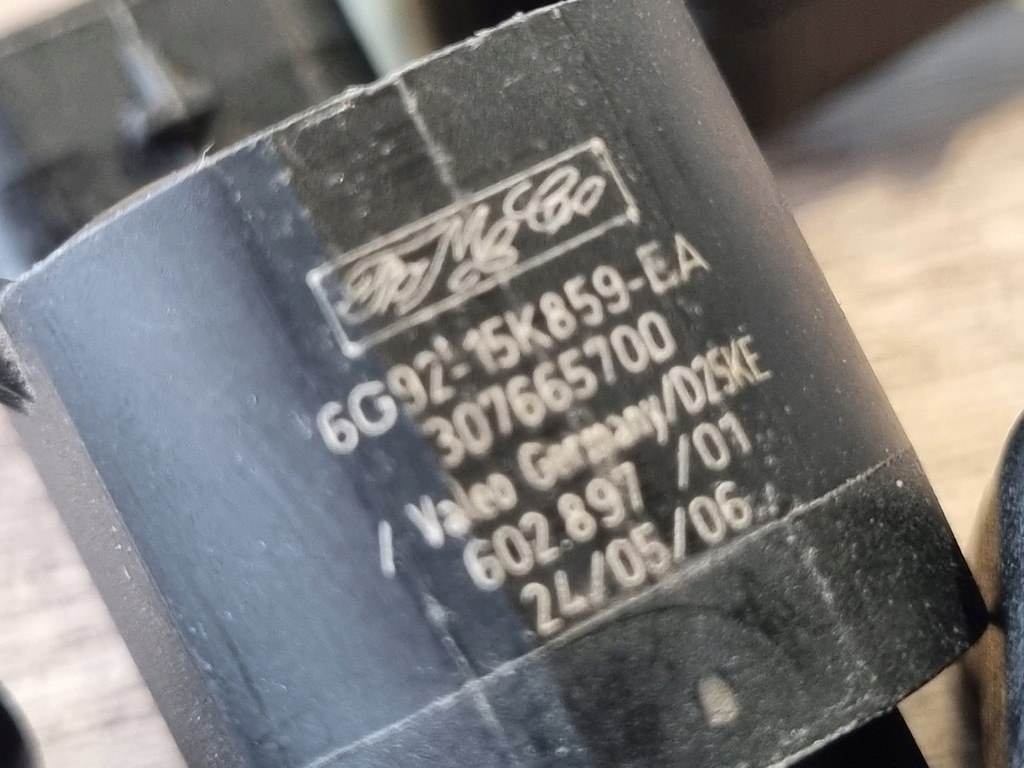 FoMoCo
6G92-15K859-EA
307665700
/ Valeo Germany/DZSKE
602.897 /01
24/05/06